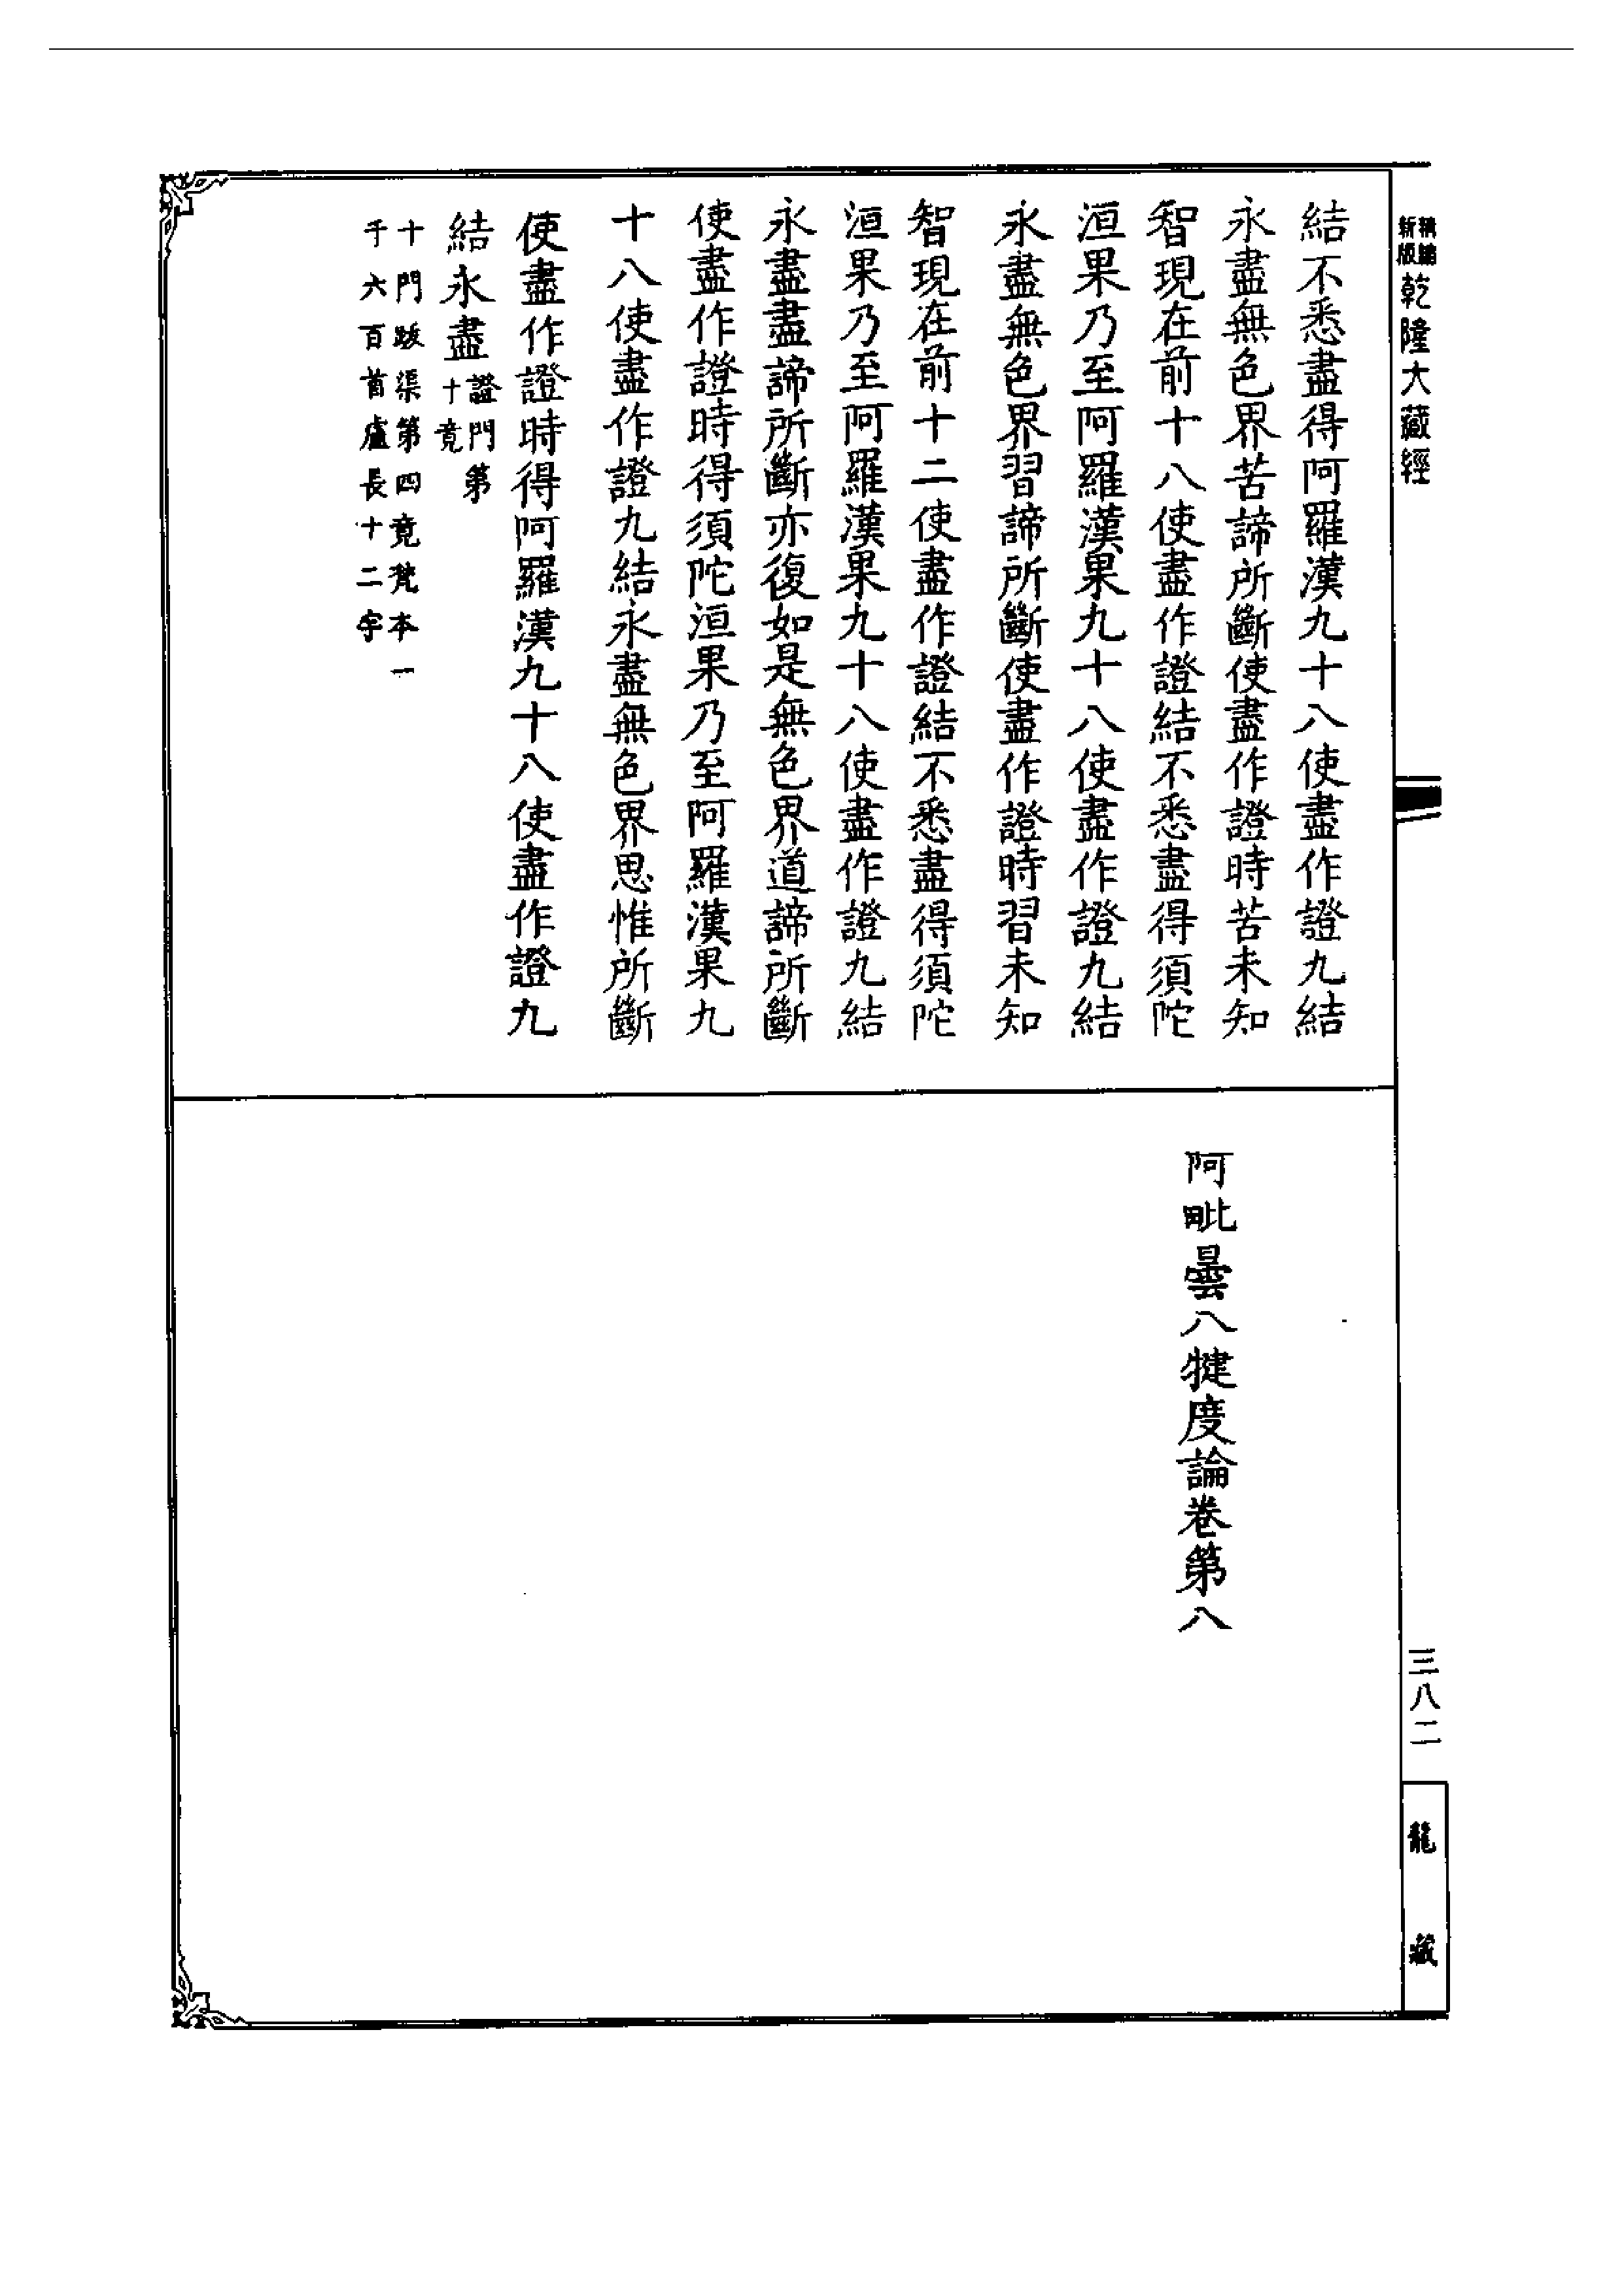 新編
新版
乾隆大藏經
結不悉盡得阿羅漢九十八使盡作證九結
永盡無色界苦諦所斷使盡作證時苦未知
智現在前十八使盡作證結不悉盡得須陀
洹果乃至阿羅漢果九十八使盡作證九結
永盡無色界習諦所斷使盡作證時習未知
智現在前十二使盡作證結不悉盡得須陀
洹果乃至阿羅漢果九十八使盡作證九結
永盡盡諦所斷亦復如是無色界道諦所斷
使盡作證時得須陀洹果乃至阿羅漢果九
十八使盡作證九結永盡無色界思惟所斷
使盡作證時得阿羅漢九十八使盡作證九
結永盡
證門第
十竟
十門跋渠第四竟梵本一
千六百首盧長十二字
阿毗曇八犍度論卷第八
三八二
龍藏